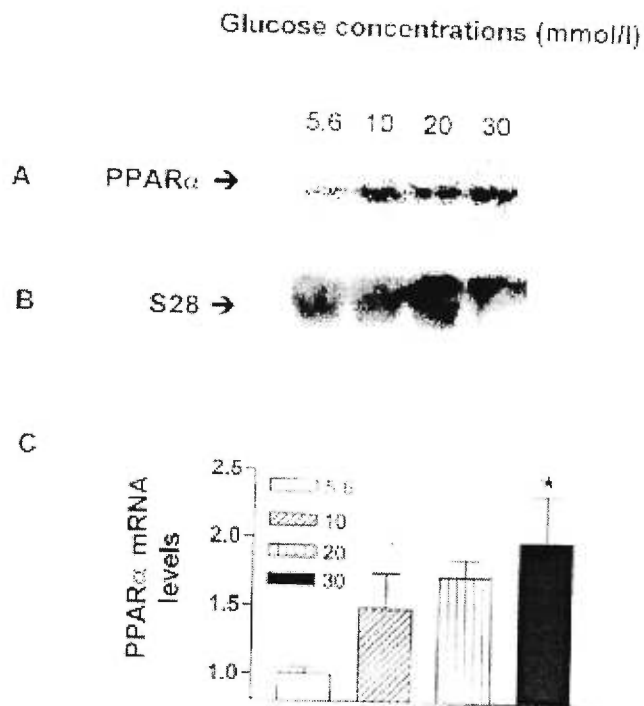 Glucose concentrations (mmol/l)
5.6 10 20 30
A PPARα →
B S28 →
C
PPARα mRNA
levels
2.5
2.0
1.5
1.0
5.6
10
20
30
*